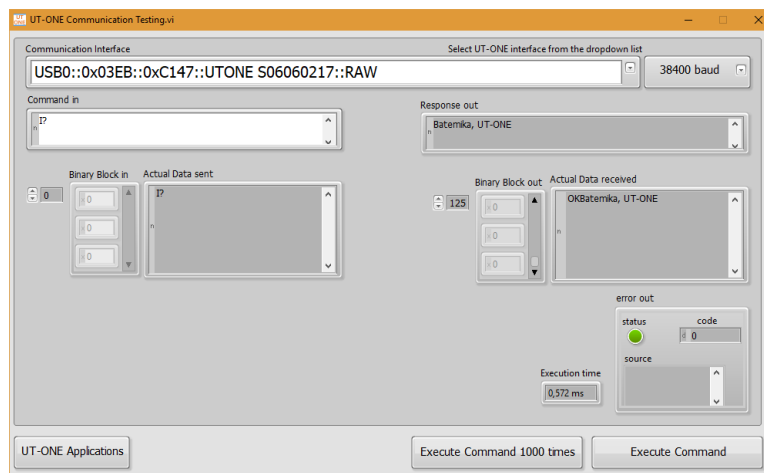 UT-ONE Communication Testing.vi
Communication Interface
Select UT-ONE interface from the dropdown list
USB0::0x03EB::0xC147::UTONE S06060217::RAW
38400 baud
Command in
I?
Response out
Batemika, UT-ONE
Binary Block in
Actual Data sent
0
x 0
x 0
x 0
I?
Binary Block out
Actual Data received
125
x 0
x 0
x 0
OKBatemika, UT-ONE
error out
status
code
d 0
source
Execution time
0,572 ms
UT-ONE Applications
Execute Command 1000 times
Execute Command